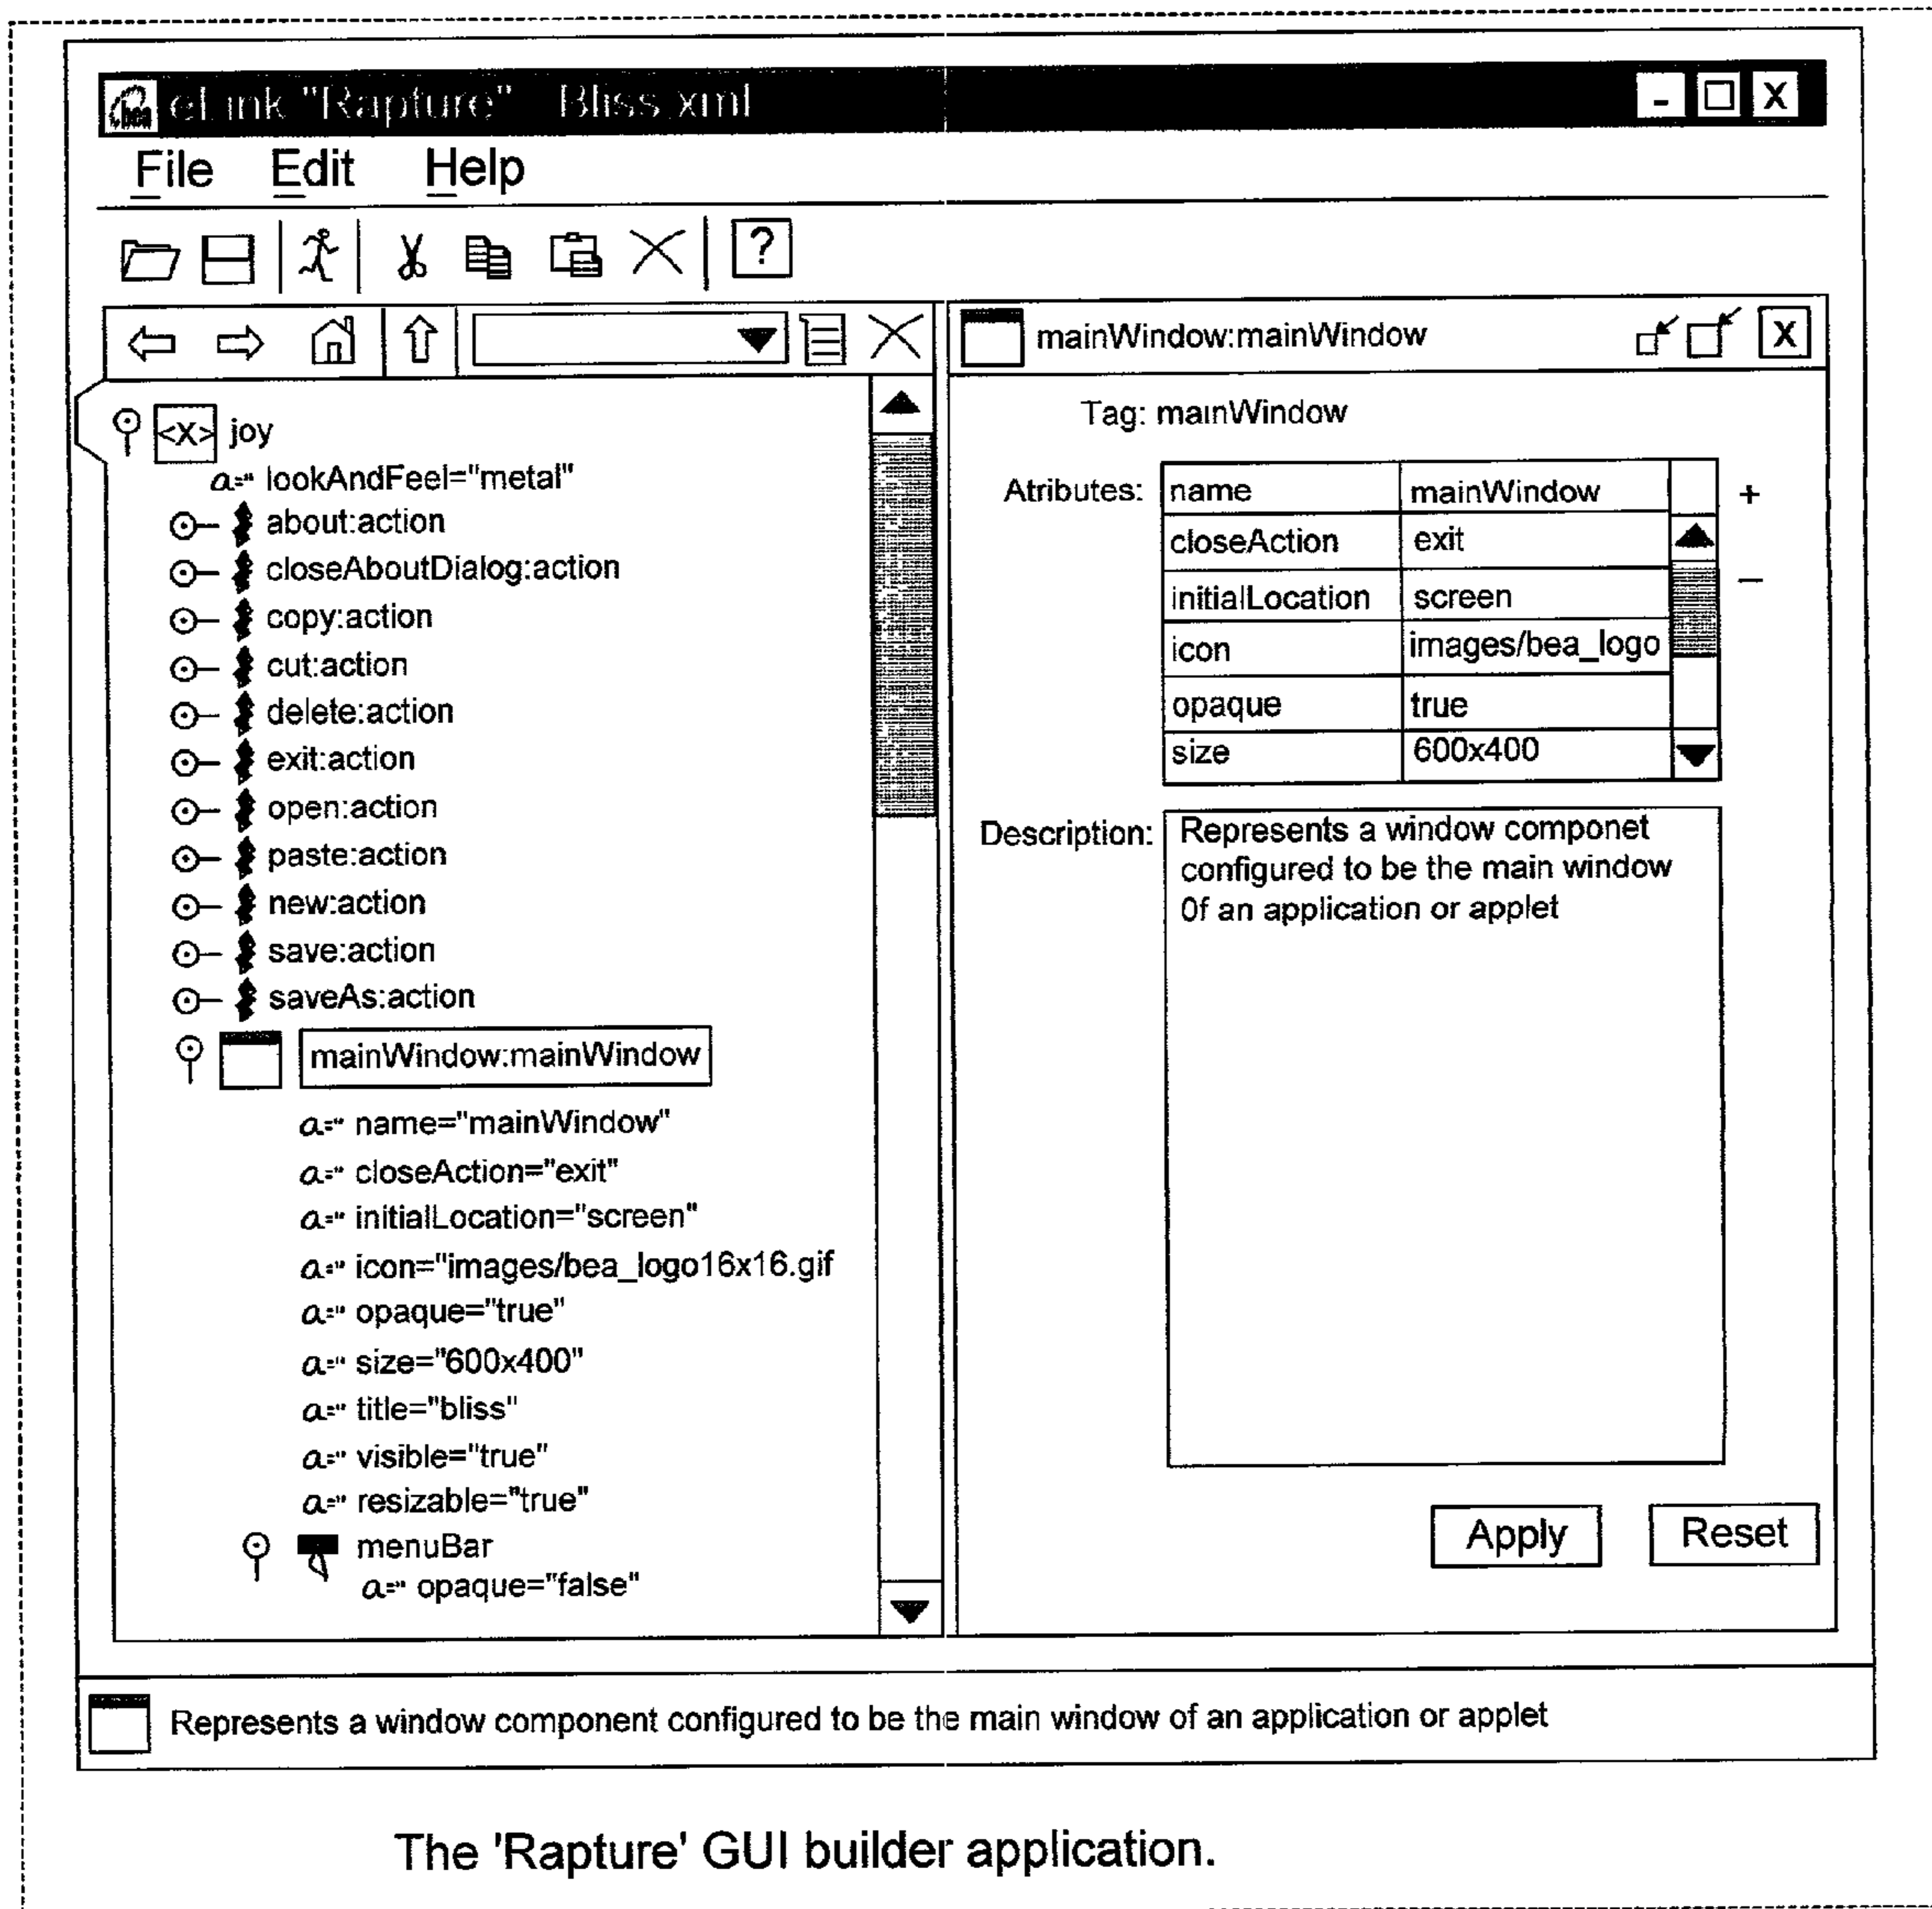 bea eLink "Rapture" Bliss xml
- X
File Edit Help
?
<X> joy
a=" lookAndFeel="metal"
about:action
closeAboutDialog:action
copy:action
cut:action
delete:action
exit:action
open:action
paste:action
new:action
save:action
saveAs:action
mainWindow:mainWindow
a=" name="mainWindow"
a=" closeAction="exit"
a=" initialLocation="screen"
a=" icon="images/bea_logo16x16.gif
a=" opaque="true"
a=" size="600x400"
a=" title="bliss"
a=" visible="true"
a=" resizable="true"
menuBar
a=" opaque="false"
mainWindow:mainWindow X
Tag: mainWindow
Atributes:
name mainWindow +
closeAction exit
initialLocation screen –
icon images/bea_logo
opaque true
size 600x400
Description:
Represents a window componet
configured to be the main window
0f an application or applet
Apply Reset
Represents a window component configured to be the main window of an application or applet
The 'Rapture' GUI builder application.